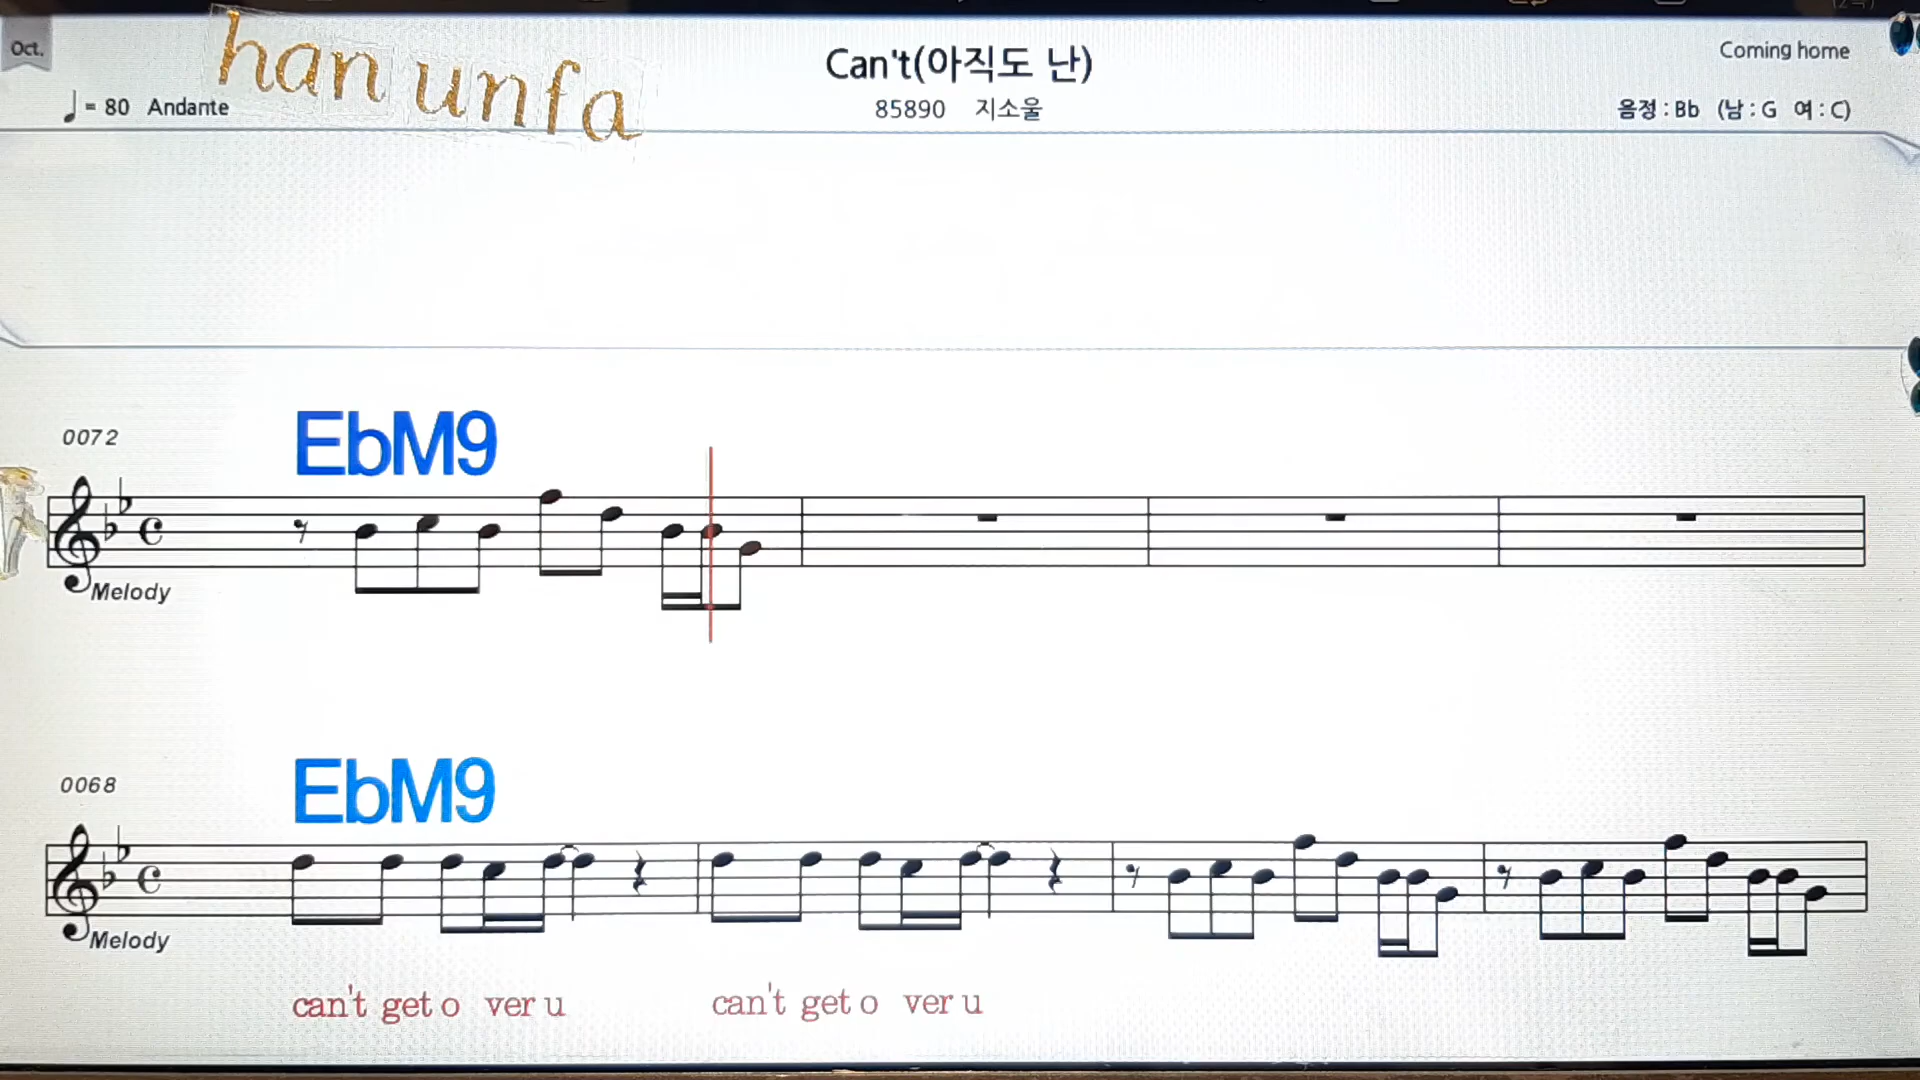 Oct.
han unfa
Can't(아직도 난)
Coming home
= 80 Andante
85890 지소울
음정 : Bb (남 : G 여 : C)
EbM9
0072
Melody
EbM9
0068
Melody
can't get o ver u can't get o ver u